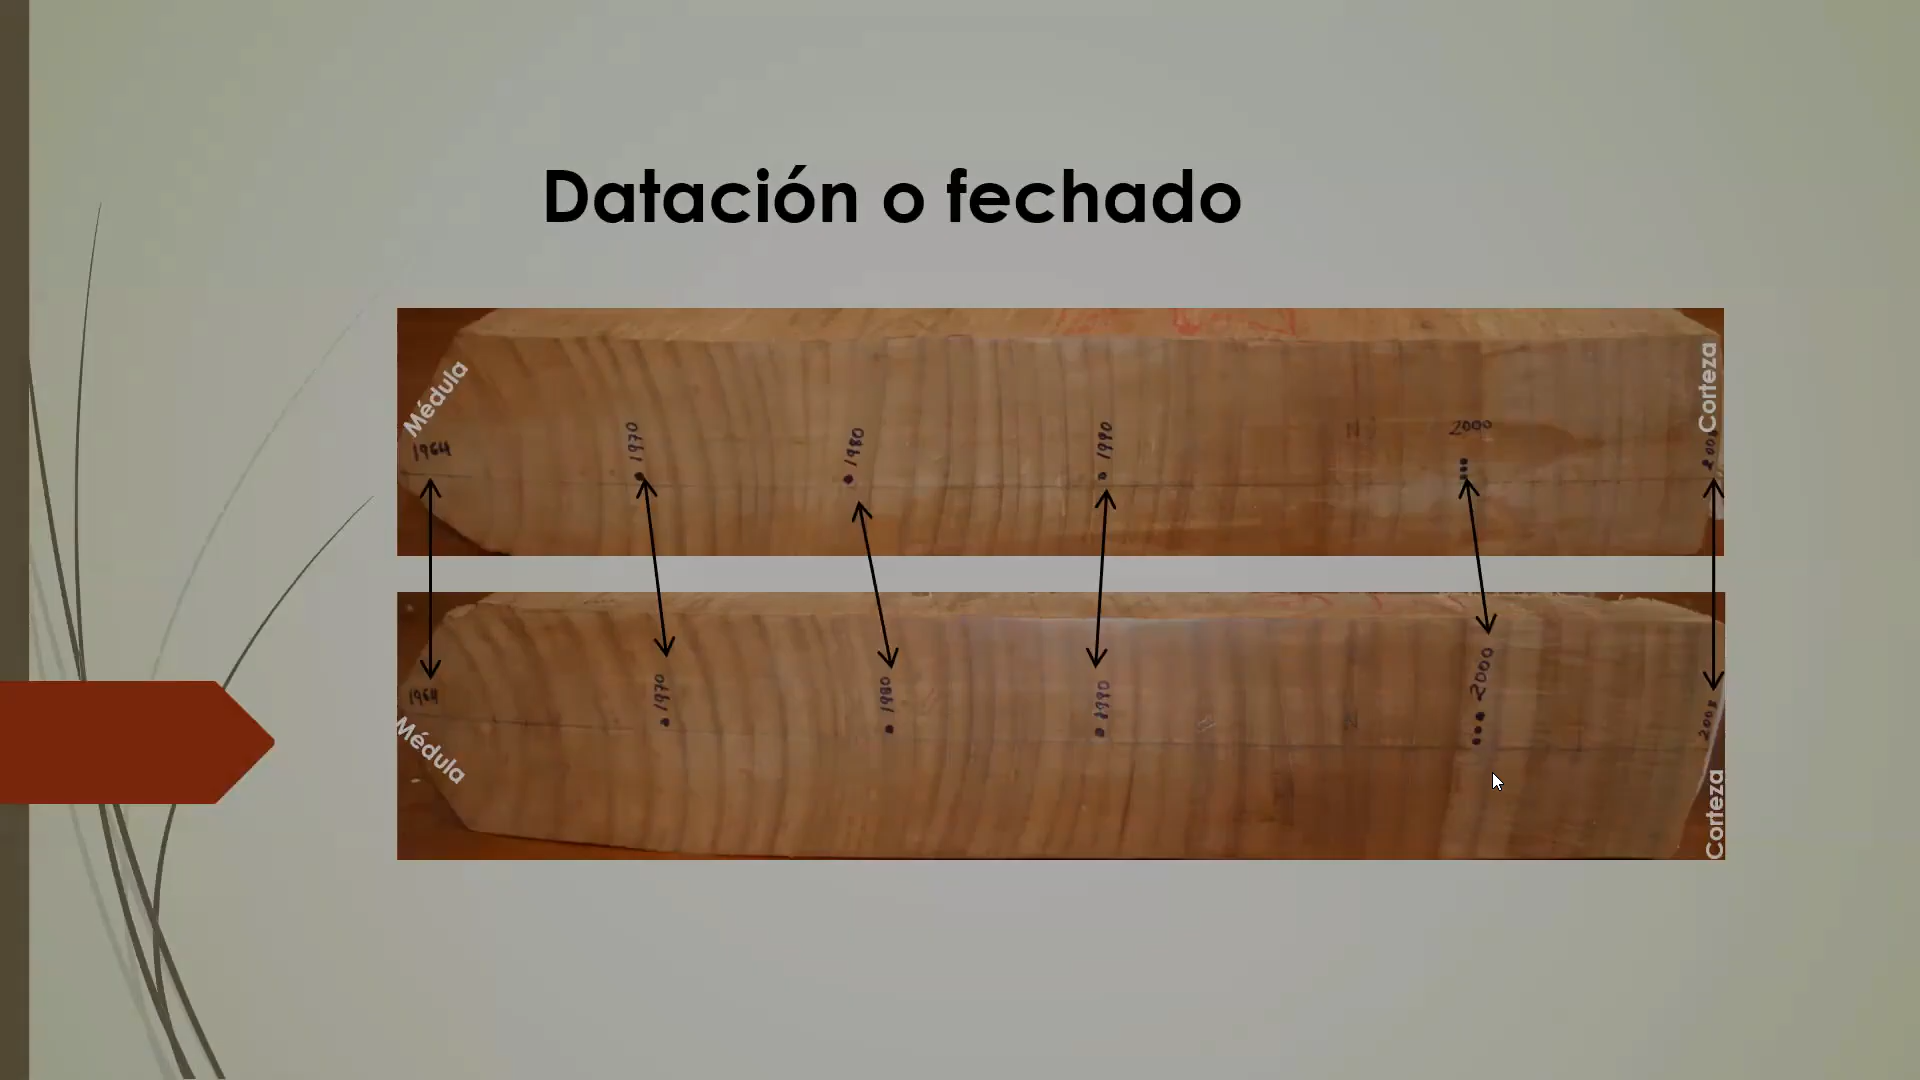 Datación o fechado
Médula
1964
1970
1980
1990
2000
Corteza
1964
Médula
1970
1980
1990
2000
Corteza